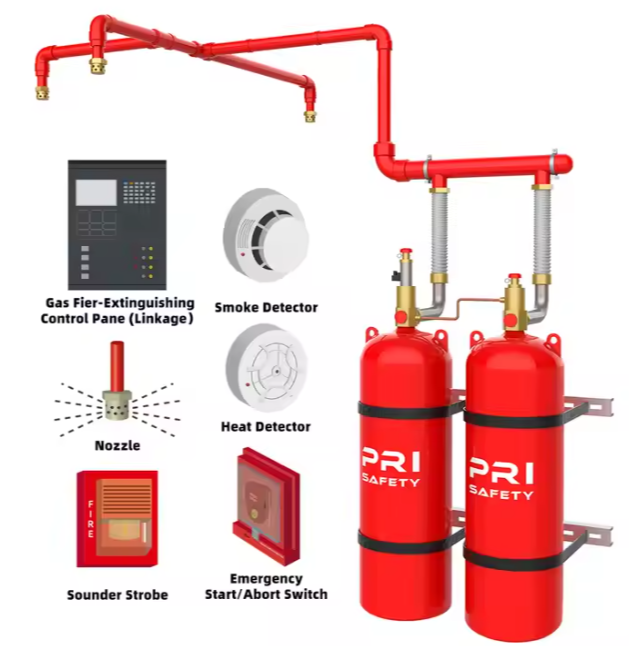 Gas Fier-Extinguishing
Control Pane (Linkage)
Smoke Detector
Nozzle
Heat Detector
FIRE
Sounder Strobe
Emergency
Start/Abort Switch
PRI
SAFETY
PRI
SAFETY